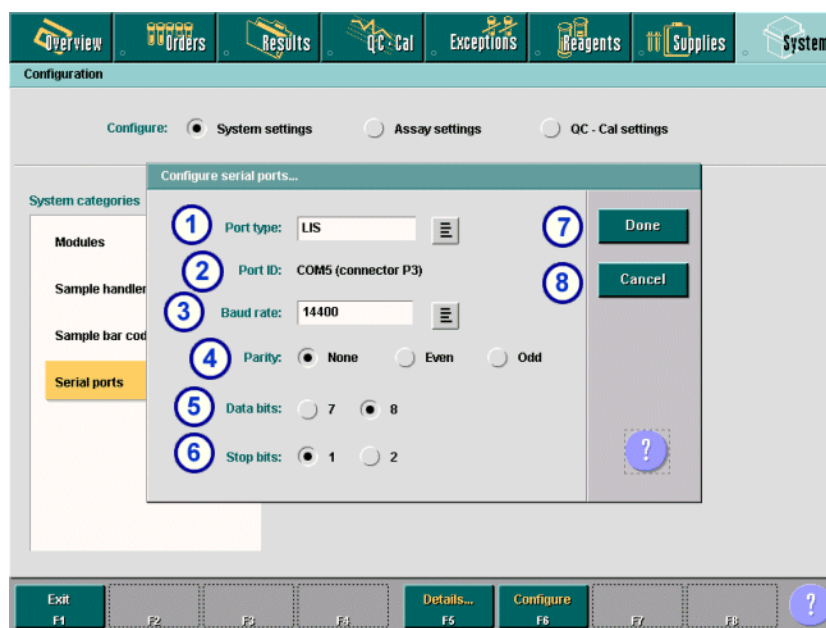 Overview Orders Results QC - Cal Exceptions Reagents Supplies System
Configuration
Configure: System settings Assay settings QC - Cal settings
Configure serial ports...
System categories
1 Port type: LIS 7 Done
Modules
2 Port ID: COM5 (connector P3) 8 Cancel
Sample handler
3 Baud rate: 14400
Sample bar cod
4 Parity: None Even Odd
Serial ports
5 Data bits: 7 8
6 Stop bits: 1 2
?
Exit Details... Configure ?
F1 F2 F3 F4 F5 F6 F7 F8